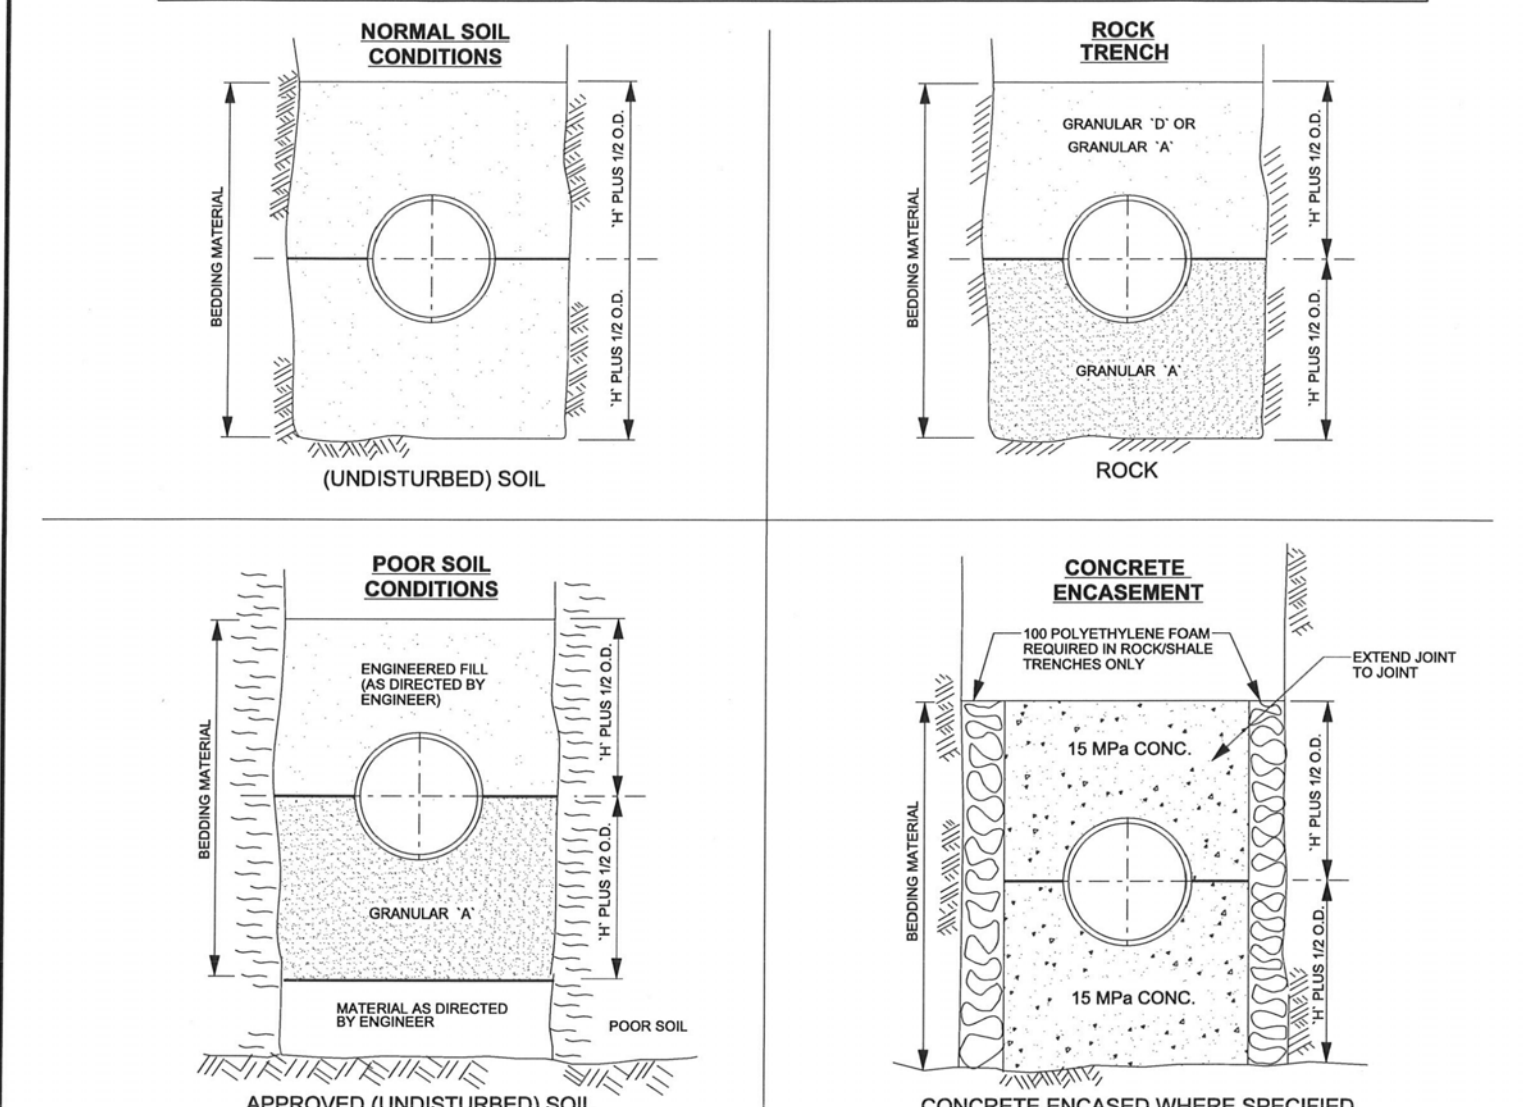 NORMAL SOIL
CONDITIONS
BEDDING MATERIAL
`H` PLUS 1/2 O.D.
`H` PLUS 1/2 O.D.
(UNDISTURBED) SOIL
ROCK
TRENCH
BEDDING MATERIAL
GRANULAR `D` OR
GRANULAR `A`
GRANULAR `A`
`H` PLUS 1/2 O.D.
`H` PLUS 1/2 O.D.
ROCK
POOR SOIL
CONDITIONS
BEDDING MATERIAL
ENGINEERED FILL
(AS DIRECTED BY
ENGINEER)
GRANULAR `A`
`H` PLUS 1/2 O.D.
`H` PLUS 1/2 O.D.
MATERIAL AS DIRECTED
BY ENGINEER
POOR SOIL
APPROVED (UNDISTURBED) SOIL
CONCRETE
ENCASEMENT
100 POLYETHYLENE FOAM
REQUIRED IN ROCK/SHALE
TRENCHES ONLY
EXTEND JOINT
TO JOINT
BEDDING MATERIAL
15 MPa CONC.
15 MPa CONC.
`H` PLUS 1/2 O.D.
`H` PLUS 1/2 O.D.
CONCRETE ENCASED WHERE SPECIFIED